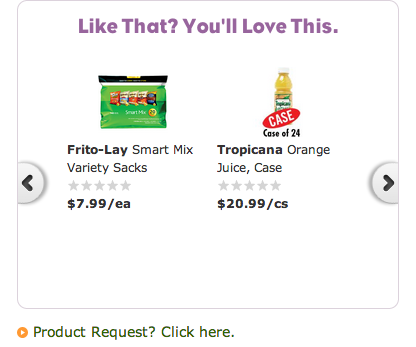 Like That? You'll Love This.
Smart Mix
Tropicana
CASE
Case of 24
Frito-Lay Smart Mix
Variety Sacks
$7.99/ea
Tropicana Orange
Juice, Case
$20.99/cs
Product Request? Click here.